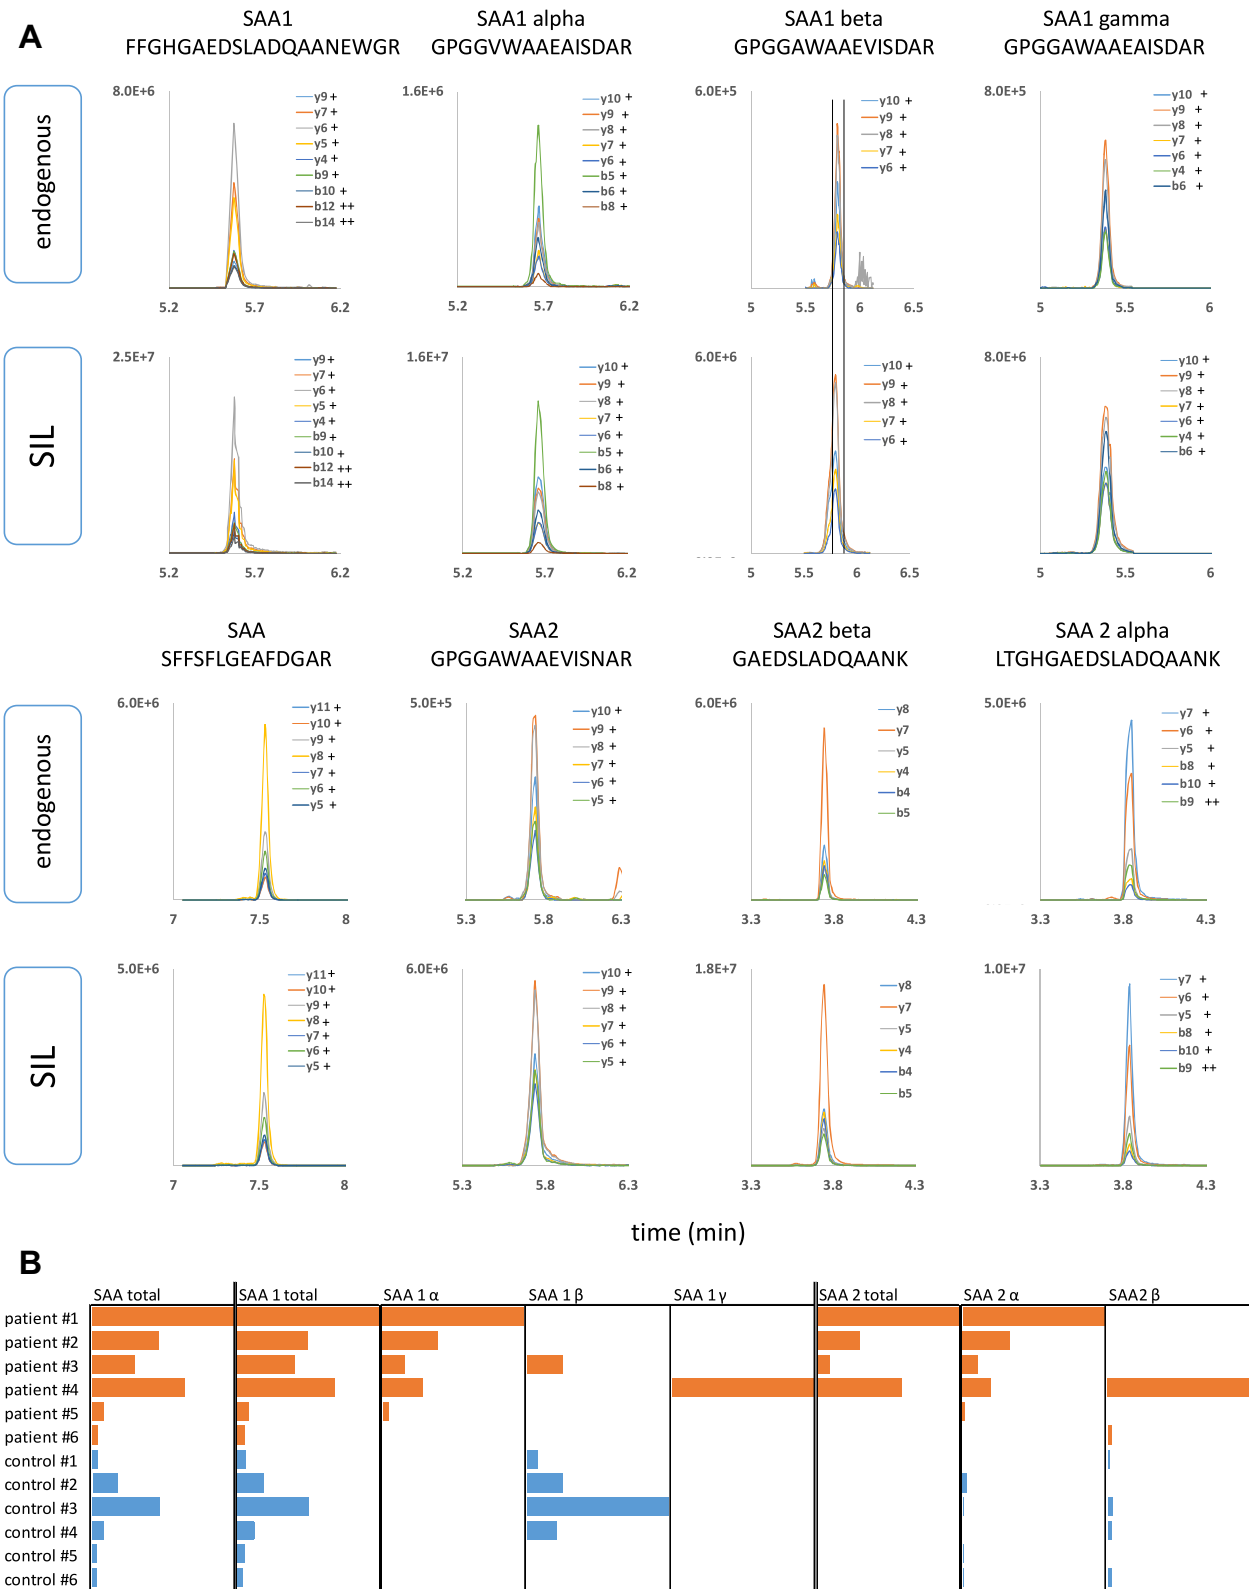 A
SAA1
FFGHGAEDSLADQAANEWGR
SAA1 alpha
GPGGVWAAEAISDAR
SAA1 beta
GPGGAWAAEVISDAR
SAA1 gamma
GPGGAWAAEAISDAR
endogenous
8.0E+6
y9 +
y7 +
y6 +
y5 +
y4 +
b9 +
b10 +
b12 ++
b14 ++
5.2 5.7 6.2
1.6E+6
y10 +
y9 +
y8 +
y7 +
y6 +
b5 +
b6 +
b8 +
5.2 5.7 6.2
6.0E+5
y10 +
y9 +
y8 +
y7 +
y6 +
5 5.5 6 6.5
8.0E+5
y10 +
y9 +
y8 +
y7 +
y6 +
y4 +
b6 +
5 5.5 6
SIL
2.5E+7
y9 +
y7 +
y6 +
y5 +
y4 +
b9 +
b10 +
b12 ++
b14 ++
5.2 5.7 6.2
1.6E+7
y10 +
y9 +
y8 +
y7 +
y6 +
b5 +
b6 +
b8 +
5.2 5.7 6.2
6.0E+6
y10 +
y9 +
y8 +
y7 +
y6 +
5 5.5 6 6.5
8.0E+6
y10 +
y9 +
y8 +
y7 +
y6 +
y4 +
b6 +
5 5.5 6
SAA
SFFSFLGEAFDGAR
SAA2
GPGGAWAAEVISNAR
SAA2 beta
GAEDSLADQAANK
SAA 2 alpha
LTGHGAEDSLADQAANK
endogenous
6.0E+6
y11 +
y10 +
y9 +
y8 +
y7 +
y6 +
y5 +
7 7.5 8
5.0E+5
y10 +
y9 +
y8 +
y7 +
y6 +
y5 +
5.3 5.8 6.3
6.0E+6
y8
y7
y5
y4
b4
b5
3.3 3.8 4.3
5.0E+6
y7 +
y6 +
y5 +
b8 +
b10 +
b9 ++
3.3 3.8 4.3
SIL
5.0E+6
y11 +
y10 +
y9 +
y8 +
y7 +
y6 +
y5 +
7 7.5 8
6.0E+6
y10 +
y9 +
y8 +
y7 +
y6 +
y5 +
5.3 5.8 6.3
1.8E+7
y8
y7
y5
y4
b4
b5
3.3 3.8 4.3
1.0E+7
y7 +
y6 +
y5 +
b8 +
b10 +
b9 ++
3.3 3.8 4.3
time (min)
B
SAA total SAA 1 total SAA 1 α SAA 1 β SAA 1 γ SAA 2 total SAA 2 α SAA2 β
patient #1
patient #2
patient #3
patient #4
patient #5
patient #6
control #1
control #2
control #3
control #4
control #5
control #6